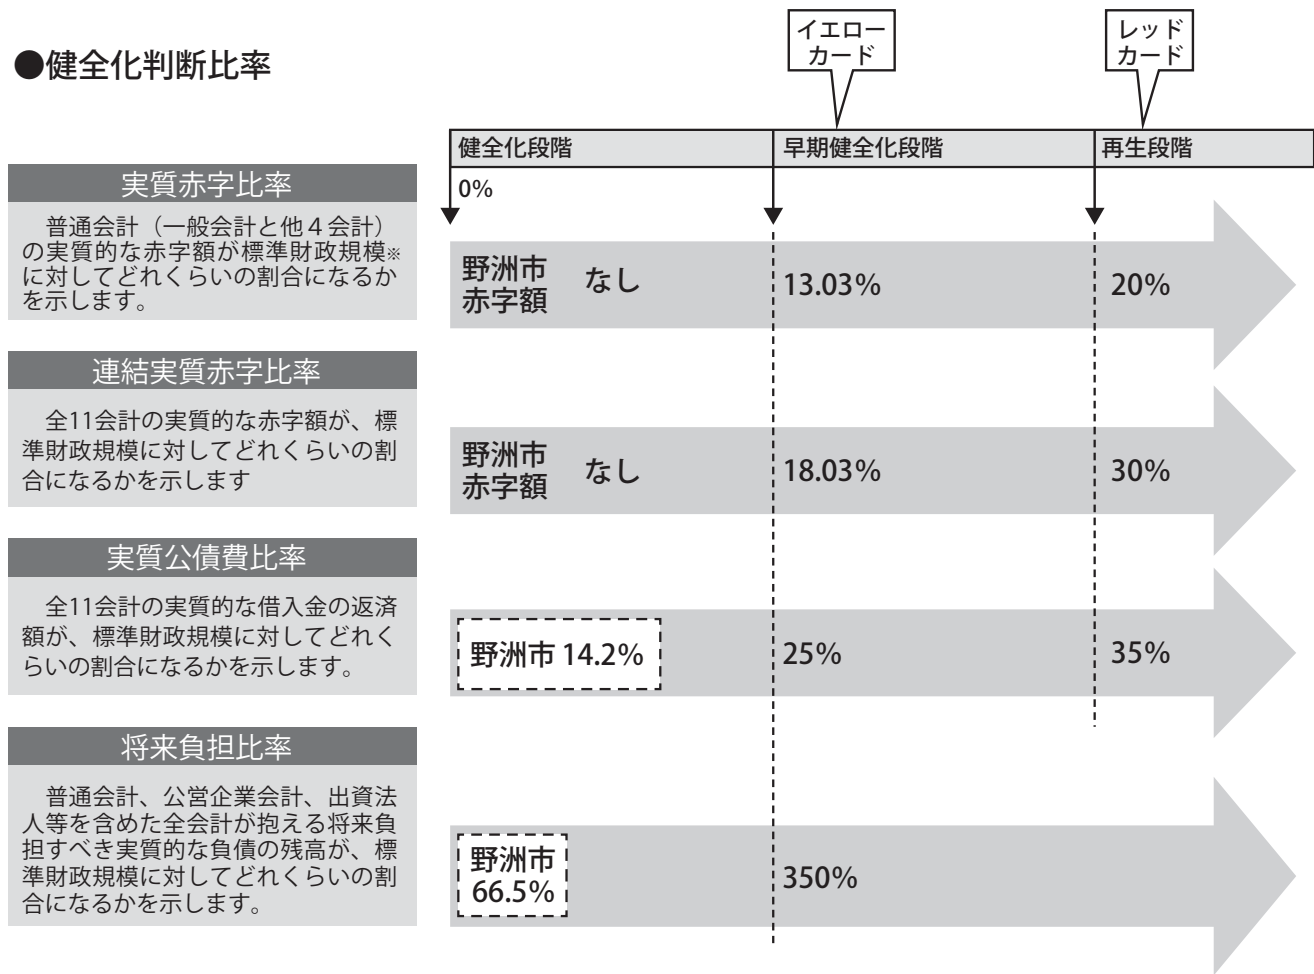 ●健全化判断比率
イエロー
カード
レッド
カード
健全化段階
早期健全化段階
再生段階
0%
実質赤字比率
普通会計（一般会計と他４会計）
の実質的な赤字額が標準財政規模※
に対してどれくらいの割合になるか
を示します。
野洲市
赤字額
なし
13.03%
20%
連結実質赤字比率
全11会計の実質的な赤字額が、標
準財政規模に対してどれくらいの割
合になるかを示します
野洲市
赤字額
なし
18.03%
30%
実質公債費比率
全11会計の実質的な借入金の返済
額が、標準財政規模に対してどれく
らいの割合になるかを示します。
野洲市 14.2%
25%
35%
将来負担比率
普通会計、公営企業会計、出資法
人等を含めた全会計が抱える将来負
担すべき実質的な負債の残高が、標
準財政規模に対してどれくらいの割
合になるかを示します。
野洲市
66.5%
350%